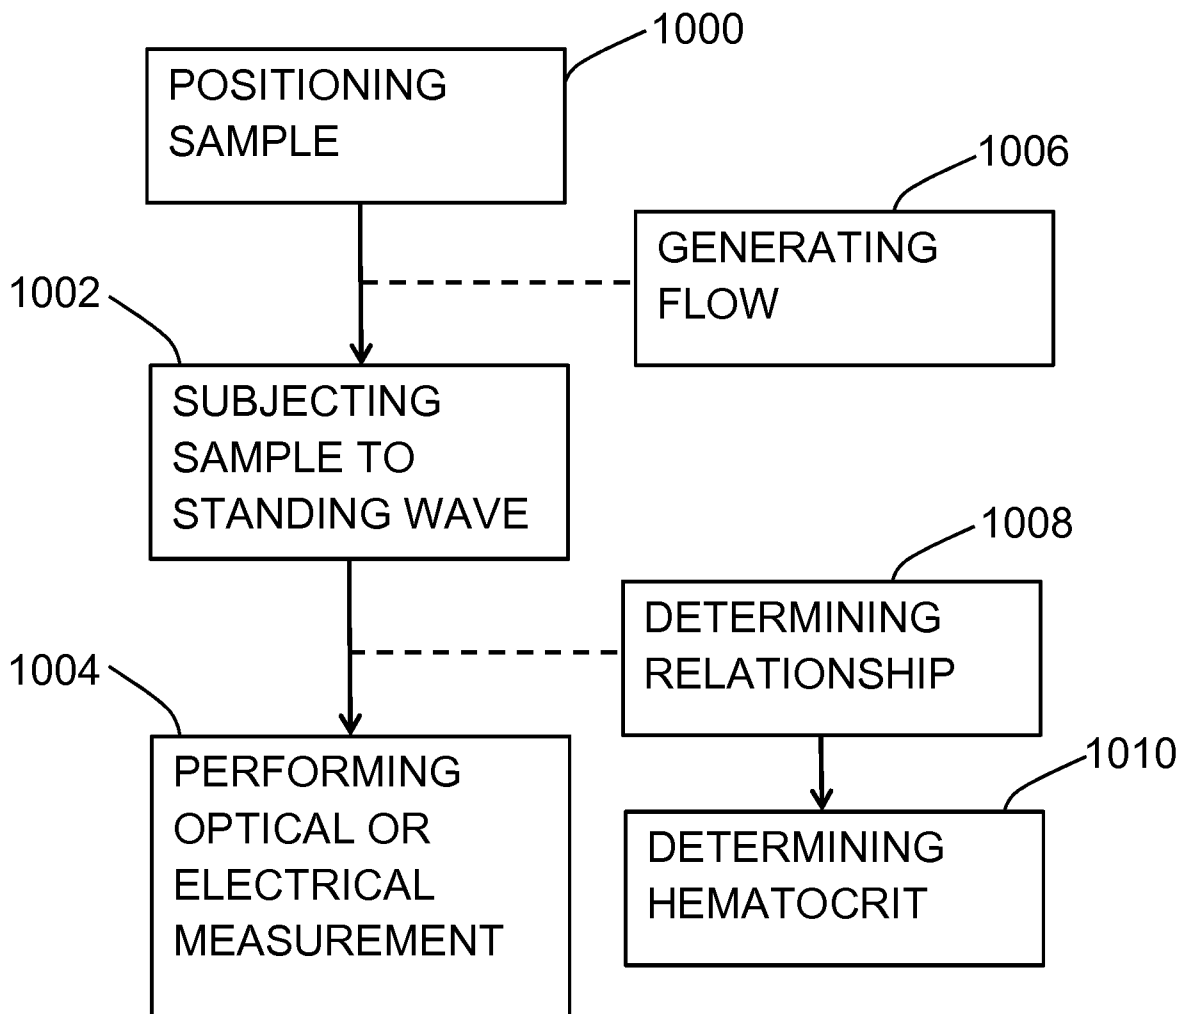 1000
POSITIONING
SAMPLE
1006
GENERATING
FLOW
1002
SUBJECTING
SAMPLE TO
STANDING WAVE
1008
DETERMINING
RELATIONSHIP
1004
PERFORMING
OPTICAL OR
ELECTRICAL
MEASUREMENT
1010
DETERMINING
HEMATOCRIT